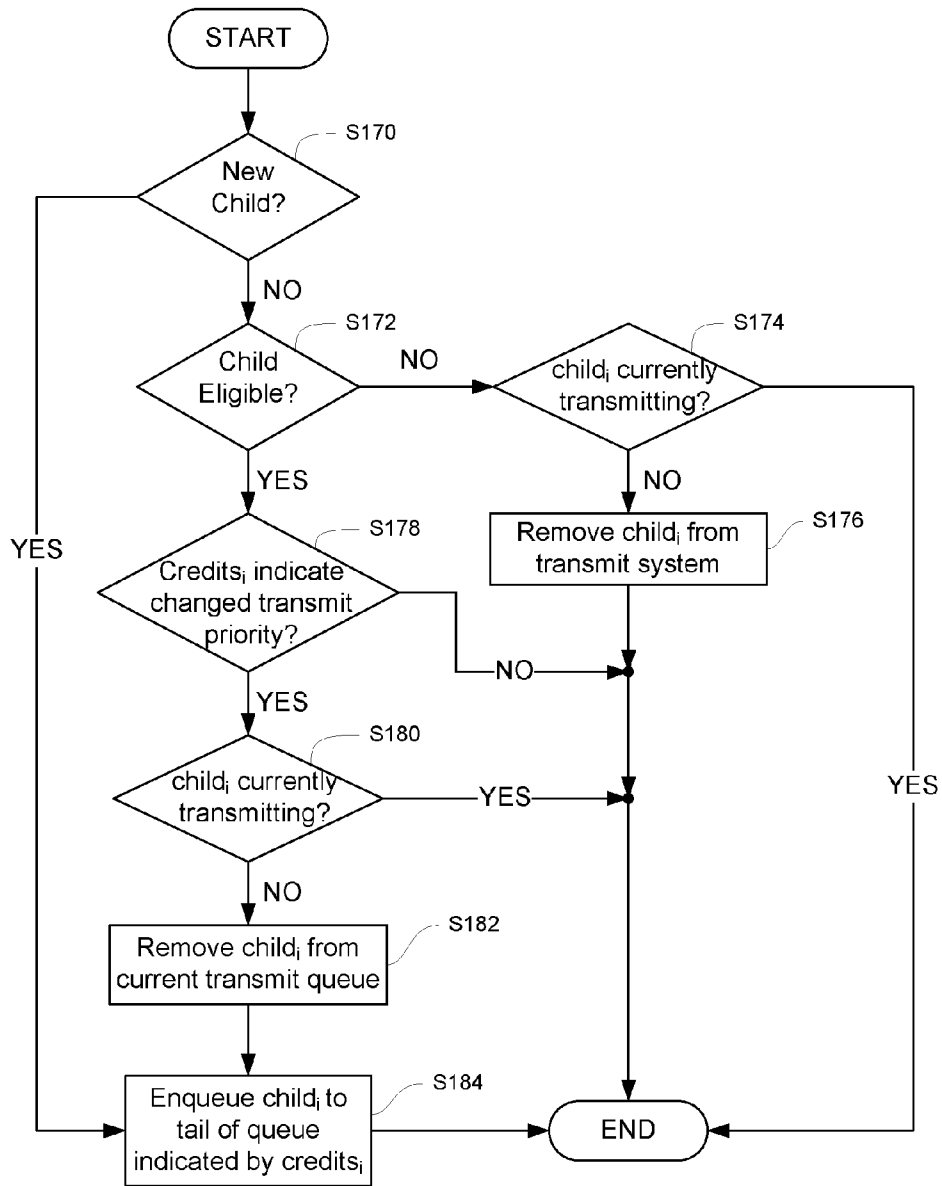 START
S170
New
Child?
NO
S172
Child
Eligible?
NO
S174
childᵢ currently
transmitting?
YES
NO
S178
S176
Remove childᵢ from
transmit system
YES
Creditsᵢ indicate
changed transmit
priority?
NO
YES
S180
childᵢ currently
transmitting?
YES
YES
NO
S182
Remove childᵢ from
current transmit queue
S184
Enqueue childᵢ to
tail of queue
indicated by creditsᵢ
END